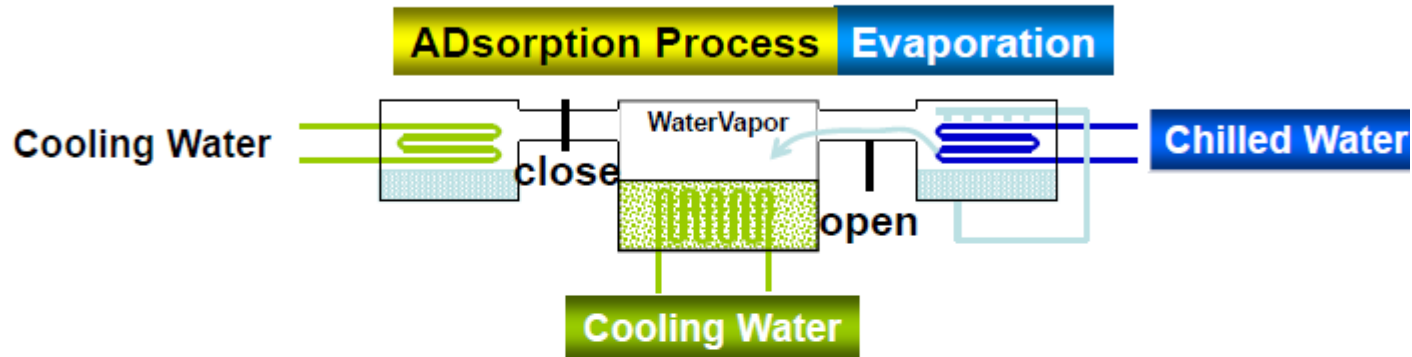 ADsorption Process Evaporation
WaterVapor
Cooling Water
Chilled Water
close
open
Cooling Water